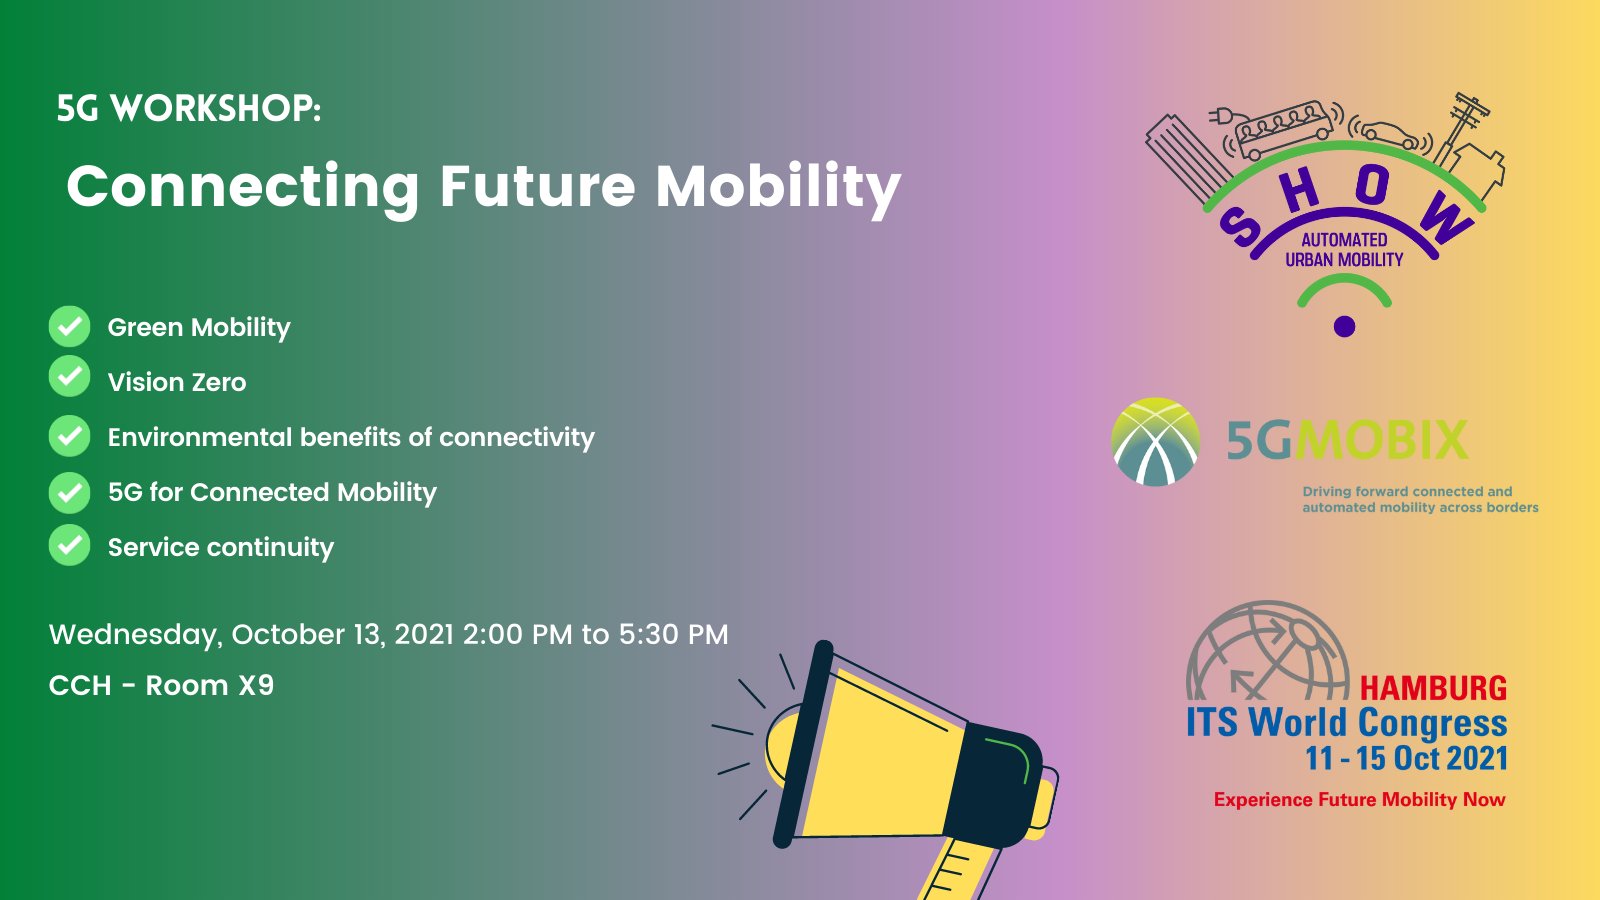 5G WORKSHOP:
Connecting Future Mobility
Green Mobility
Vision Zero
Environmental benefits of connectivity
5G for Connected Mobility
Service continuity
Wednesday, October 13, 2021 2:00 PM to 5:30 PM
CCH - Room X9
SHOW
AUTOMATED
URBAN MOBILITY
5GMOBIX
Driving forward connected and
automated mobility across borders
HAMBURG
ITS World Congress
11 - 15 Oct 2021
Experience Future Mobility Now